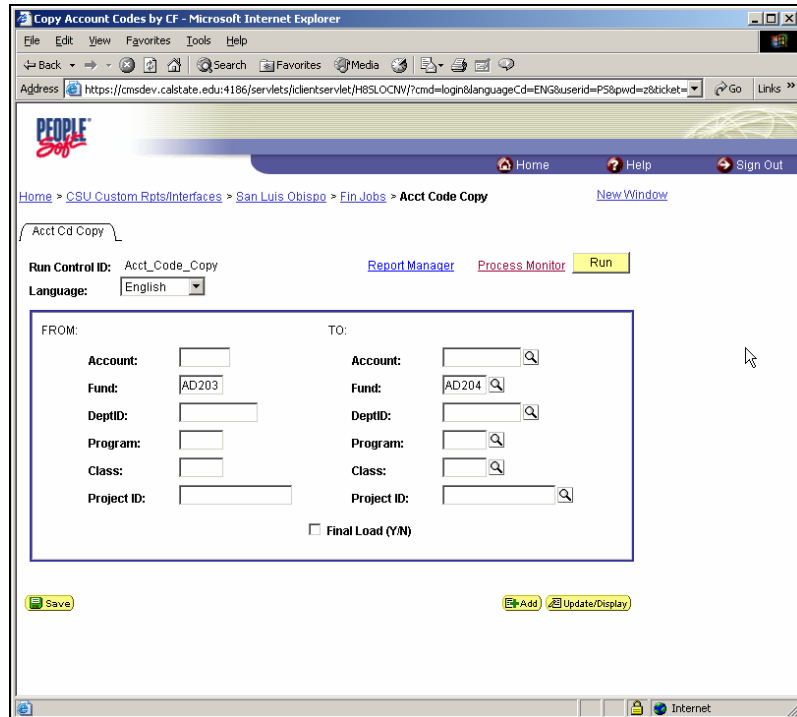 Copy Account Codes by CF - Microsoft Internet Explorer
File Edit View Favorites Tools Help
Back Search Favorites Media
Address https://cmsdev.calstate.edu:4186/servlets/iclientservlet/H8SLOCNV/?cmd=login&languageCd=ENG&userid=PS&pwd=z&ticket= Go Links »
PEOPLE Soft
Home Help Sign Out
Home > CSU Custom Rpts/Interfaces > San Luis Obispo > Fin Jobs > Acct Code Copy New Window
Acct Cd Copy
Run Control ID: Acct_Code_Copy Report Manager Process Monitor Run
Language: English
FROM: TO:
Account: Account:
Fund: AD203 Fund: AD204
DeptID: DeptID:
Program: Program:
Class: Class:
Project ID: Project ID:
Final Load (Y/N)
Save Add Update/Display
Internet